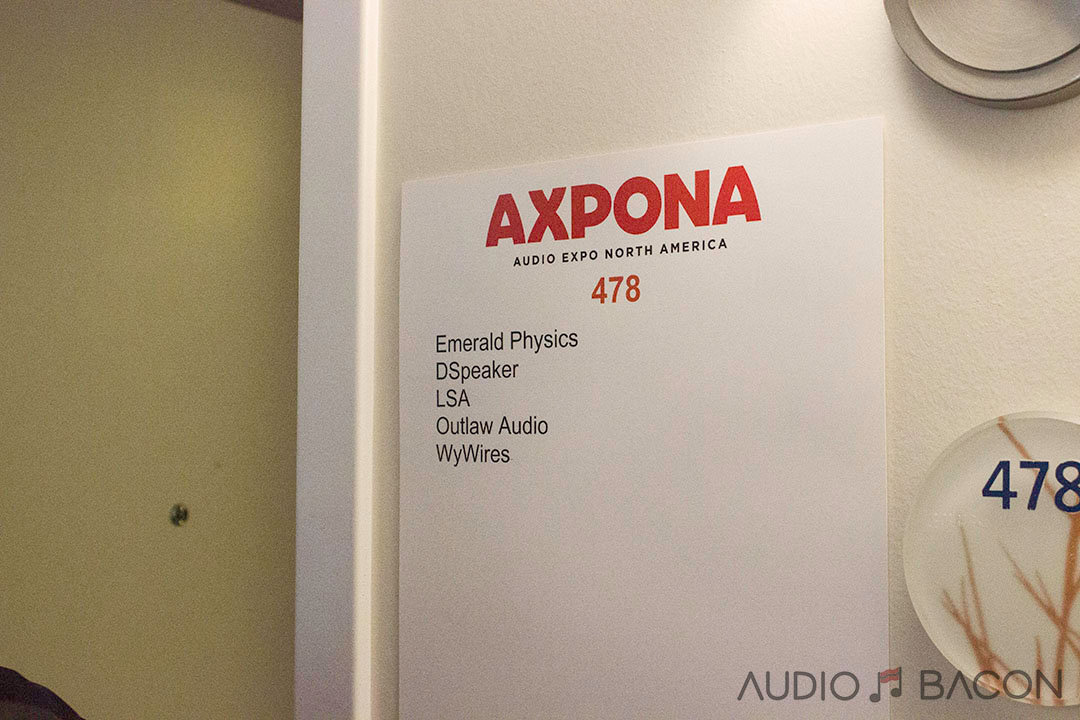 AXPONA
AUDIO EXPO NORTH AMERICA
478
Emerald Physics
DSpeaker
LSA
Outlaw Audio
WyWires
478
AUDIO BACON